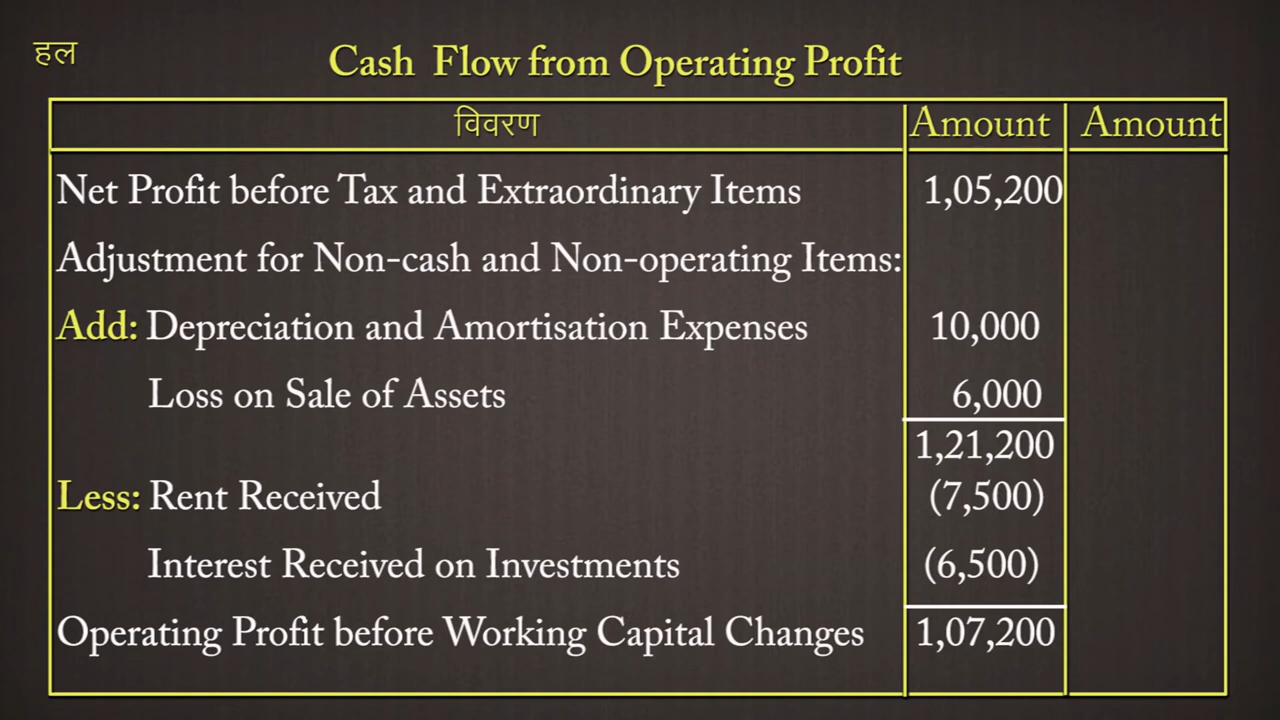 हल
Cash Flow from Operating Profit
विवरण Amount Amount
Net Profit before Tax and Extraordinary Items 1,05,200
Adjustment for Non-cash and Non-operating Items:
Add: Depreciation and Amortisation Expenses 10,000
Loss on Sale of Assets 6,000
1,21,200
Less: Rent Received (7,500)
Interest Received on Investments (6,500)
Operating Profit before Working Capital Changes 1,07,200